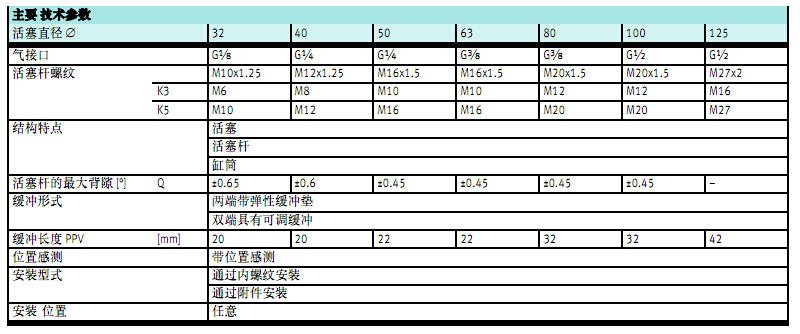 主要 技术参数
活塞直径 ∅ 32 40 50 63 80 100 125
气接口 G⅛ G¼ G¼ G⅜ G⅜ G½ G½
活塞杆螺纹 M10x1.25 M12x1.25 M16x1.5 M16x1.5 M20x1.5 M20x1.5 M27x2
K3 M6 M8 M10 M10 M12 M12 M16
K5 M10 M12 M16 M16 M20 M20 M27
结构特点 活塞
活塞杆
缸筒
活塞杆的最大背隙 [°] Q ±0.65 ±0.6 ±0.45 ±0.45 ±0.45 ±0.45 –
缓冲形式 两端带弹性缓冲垫
双端具有可调缓冲
缓冲长度 PPV [mm] 20 20 22 22 32 32 42
位置感测 带位置感测
安装型式 通过内螺纹安装
通过附件安装
安装 位置 任意